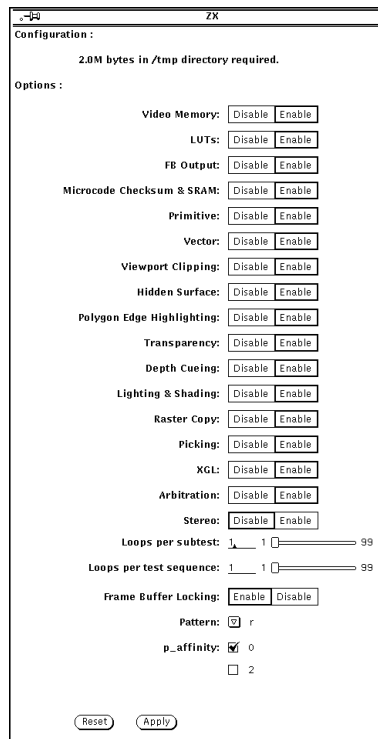 ZX
Configuration :
2.0M bytes in /tmp directory required.
Options :
Video Memory: Disable Enable
LUTs: Disable Enable
FB Output: Disable Enable
Microcode Checksum & SRAM: Disable Enable
Primitive: Disable Enable
Vector: Disable Enable
Viewport Clipping: Disable Enable
Hidden Surface: Disable Enable
Polygon Edge Highlighting: Disable Enable
Transparency: Disable Enable
Depth Cueing: Disable Enable
Lighting & Shading: Disable Enable
Raster Copy: Disable Enable
Picking: Disable Enable
XGL: Disable Enable
Arbitration: Disable Enable
Stereo: Disable Enable
Loops per subtest: 1 1 99
Loops per test sequence: 1 1 99
Frame Buffer Locking: Enable Disable
Pattern: r
p_affinity: 0
2
Reset Apply